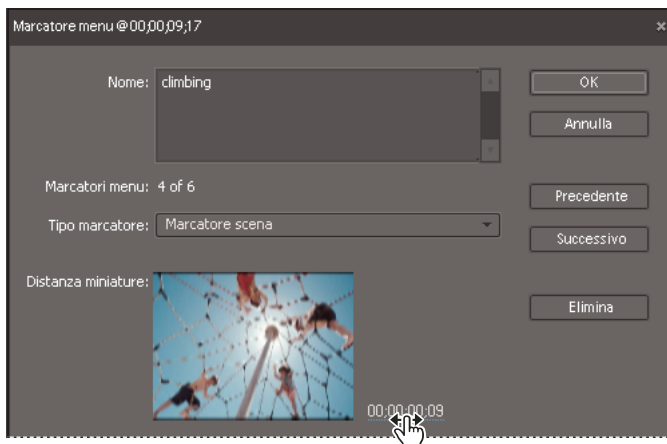 Marcatore menu @ 00;00;09;17
Nome: climbing
OK
Annulla
Marcatori menu: 4 of 6
Precedente
Tipo marcatore: Marcatore scena
Successivo
Distanza miniature:
Elimina
00;00;00;09